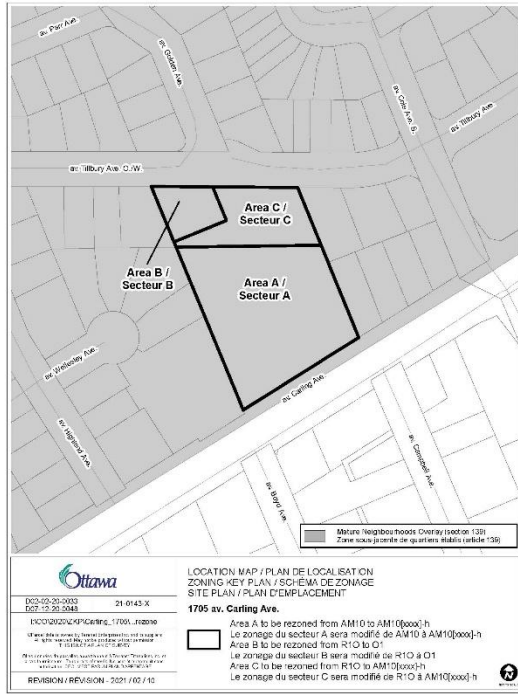 av. Parr Ave.
av. Golden Ave.
av. Cole Ave. S.
av. Tillbury Ave.
av. Tillbury Ave. O./W.
Area C /
Secteur C
Area B /
Secteur B
Area A /
Secteur A
av. Wellesley Ave.
av. Highland Ave.
av. Carling Ave.
av. Boyd Ave.
av. Campbell Ave.
Mature Neighbourhoods Overlay (section 139)
Zone sous-jacente de quartiers établis (article 139)
Ottawa
D02-02-20-0033
D07-12-20-0048
21-0143-X
I:\CO\2020\ZKP\Carling_1705\...rezone
REVISION / RÉVISION - 2021 / 02 / 10
LOCATION MAP / PLAN DE LOCALISATION
ZONING KEY PLAN / SCHÉMA DE ZONAGE
SITE PLAN / PLAN D'EMPLACEMENT
1705 av. Carling Ave.
Area A to be rezoned from AM10 to AM10[xxxx]-h
Le zonage du secteur A sera modifié de AM10 à AM10[xxxx]-h
Area B to be rezoned from R1O to O1
Le zonage du secteur B sera modifié de R1O à O1
Area C to be rezoned from R1O to AM10[xxxx]-h
Le zonage du secteur C sera modifié de R1O à AM10[xxxx]-h